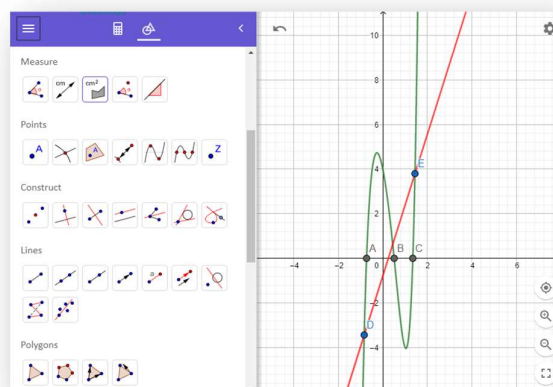 Measure
cm
cm²
Points
A
Z
Construct
Lines
a
Polygons
10
8
6
4
2
E
A
B
C
−4
−2
0
2
4
6
−2
D
−4